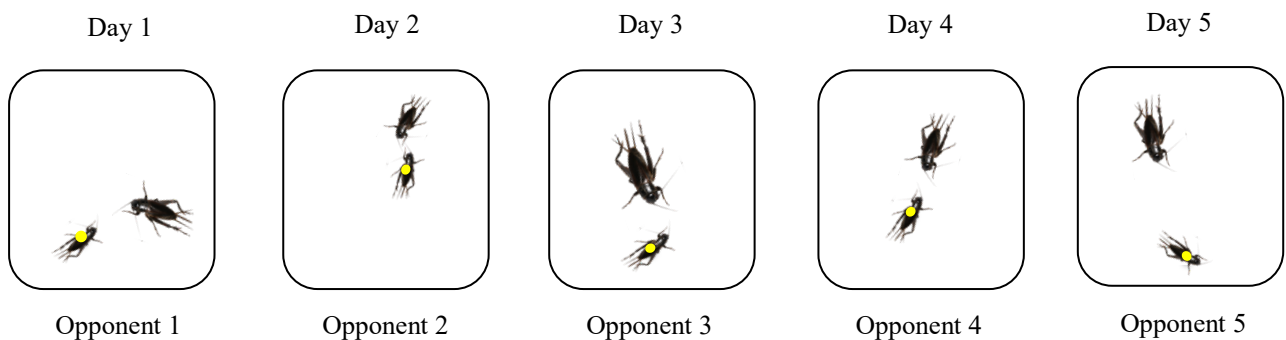 Day 1
Day 2
Day 3
Day 4
Day 5
Opponent 1
Opponent 2
Opponent 3
Opponent 4
Opponent 5